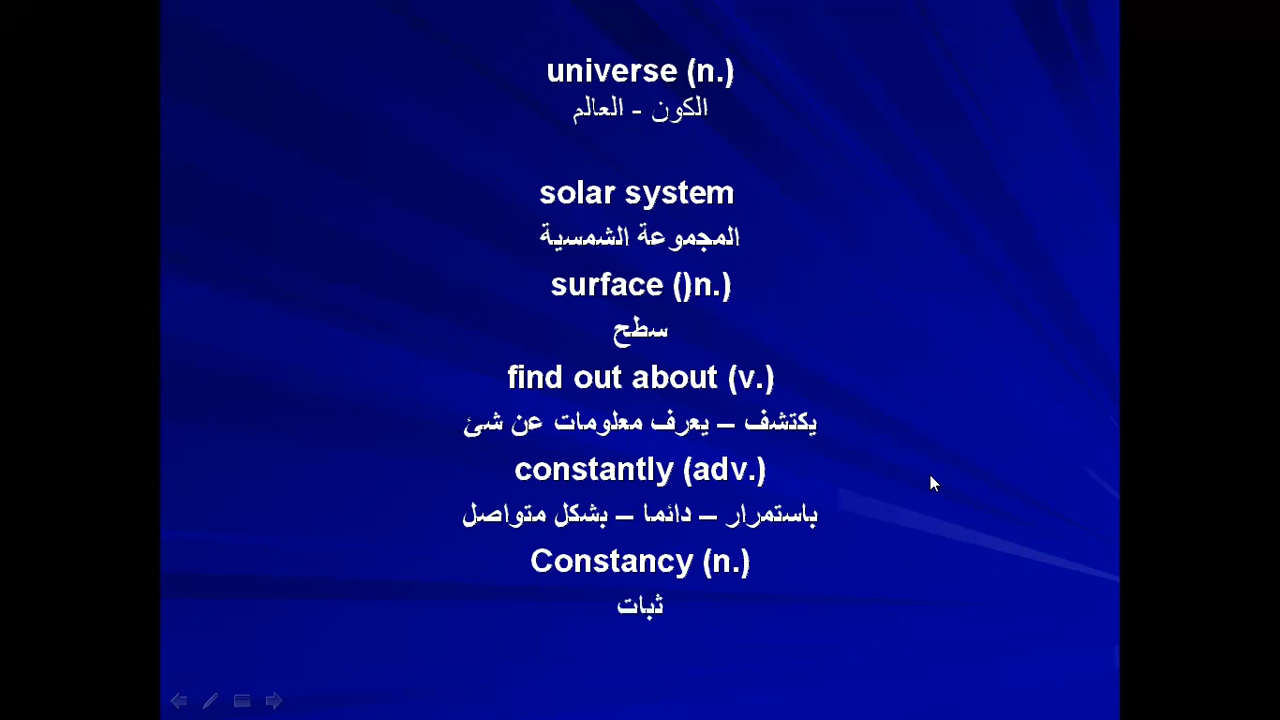 universe (n.)
الكون - العالم
solar system
المجموعة الشمسية
surface ()n.)
سطح
find out about (v.)
يكتشف – يعرف معلومات عن شئ
constantly (adv.)
باستمرار – دائما – بشكل متواصل
Constancy (n.)
ثبات